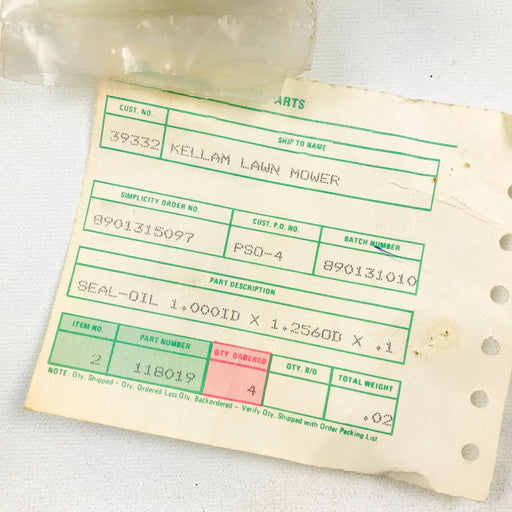 ARTS
CUST. NO. SHIP TO NAME
39332 KELLAM LAWN MOWER
SIMPLICITY ORDER NO. CUST. P.O. NO. BATCH NUMBER
8901315097 PSO-4 890131010
PART DESCRIPTION
SEAL-OIL 1.000ID X 1.256OD X .1
ITEM NO. PART NUMBER QTY. ORDERED QTY. B/O TOTAL WEIGHT
2 118019 4 .02
NOTE: Qty. Shipped - Qty. Ordered Less Qty. Backordered - Verify Qty. Shipped with Order Packing List